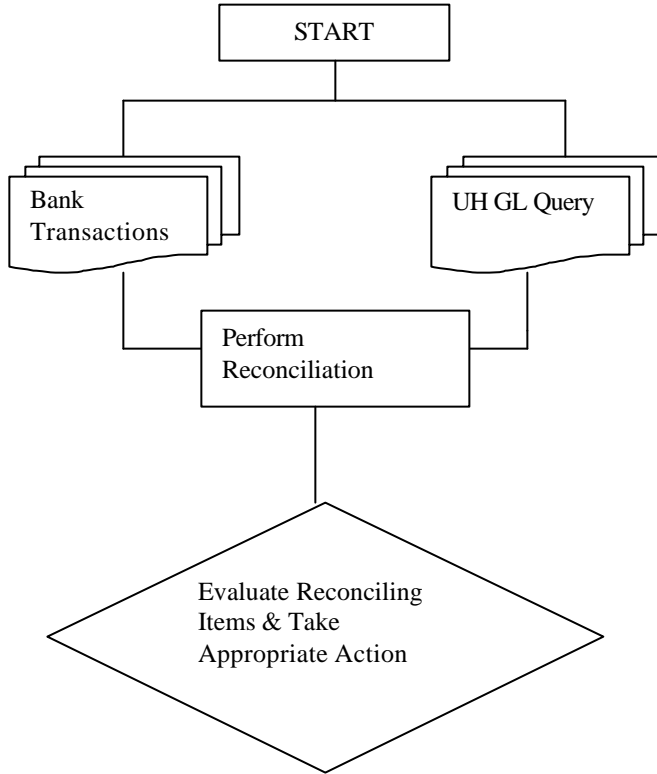 START
Bank
Transactions
UH GL Query
Perform
Reconciliation
Evaluate Reconciling
Items & Take
Appropriate Action